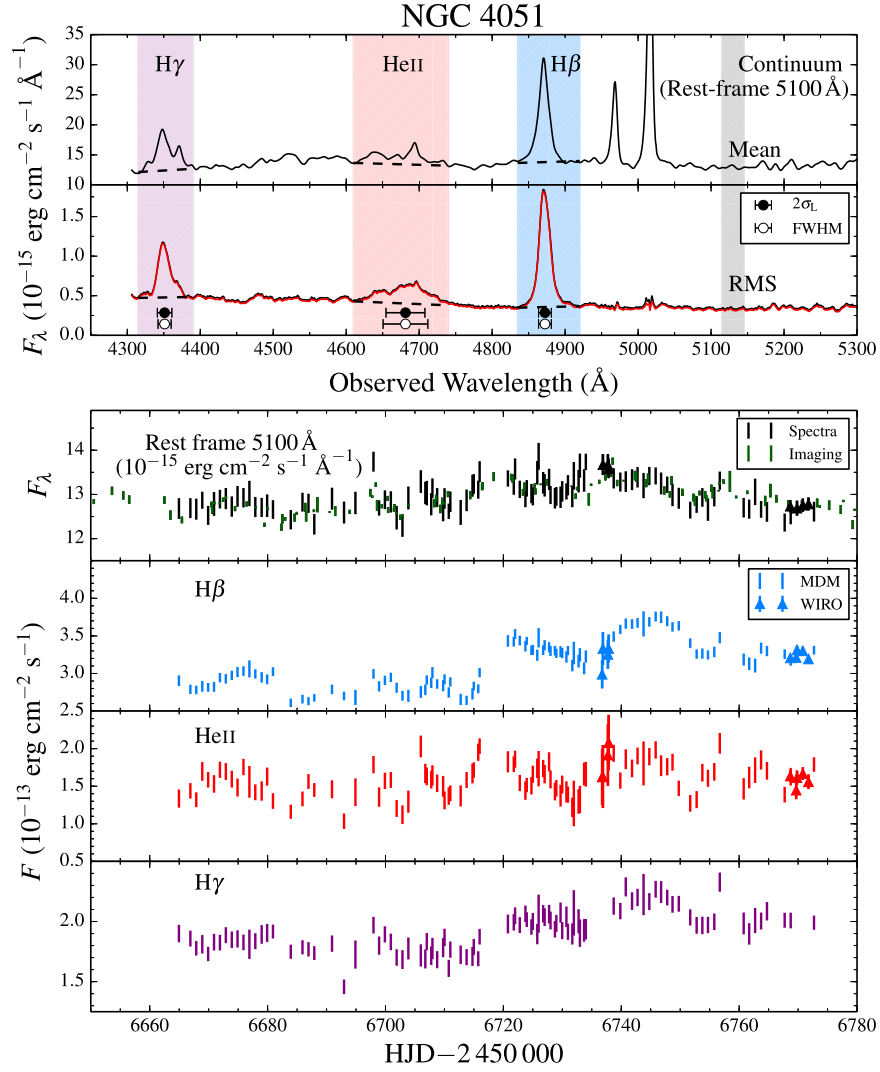 NGC 4051
35
30
25
20
15
10
Hγ
HeII
Hβ
Continuum
(Rest-frame 5100 Å)
Mean
1.5
1.0
0.5
0.0
2σL
FWHM
RMS
Fλ (10−15 erg cm−2 s−1 Å−1)
4300 4400 4500 4600 4700 4800 4900 5000 5100 5200 5300
Observed Wavelength (Å)
14
13
12
Fλ
Rest frame 5100 Å
(10−15 erg cm−2 s−1 Å−1)
Spectra
Imaging
4.0
3.5
3.0
2.5
Hβ
MDM
WIRO
2.0
1.5
1.0
0.5
HeII
F (10−13 erg cm−2 s−1)
2.0
1.5
Hγ
6660 6680 6700 6720 6740 6760 6780
HJD−2 450 000